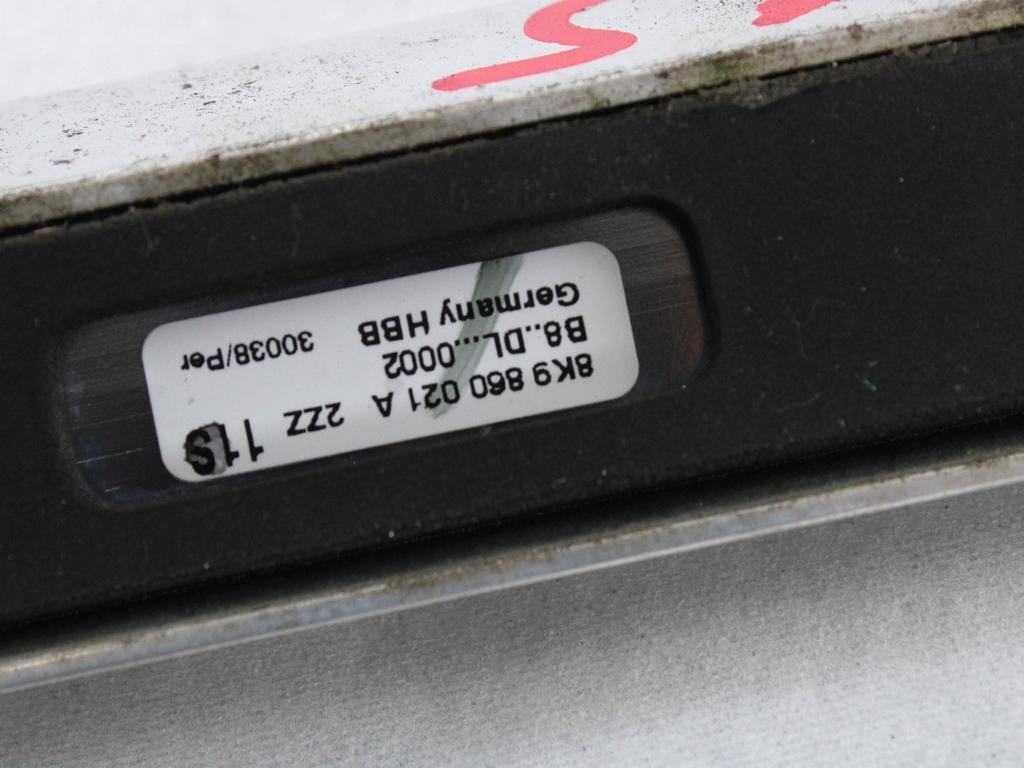 8K9 860 021 A 2ZZ 11S
B8..DL...0002
Germany HBB 30038/Per